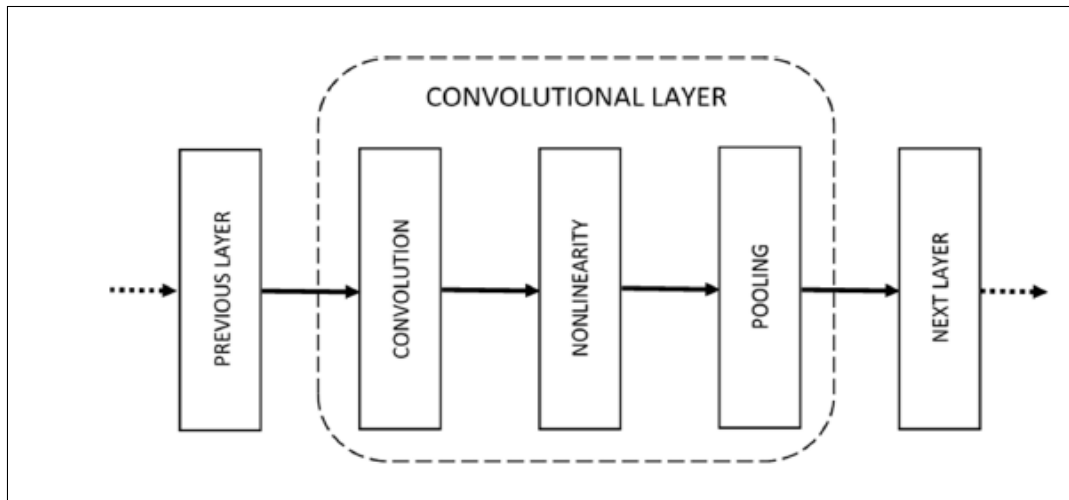 CONVOLUTIONAL LAYER
PREVIOUS LAYER
CONVOLUTION
NONLINEARITY
POOLING
NEXT LAYER